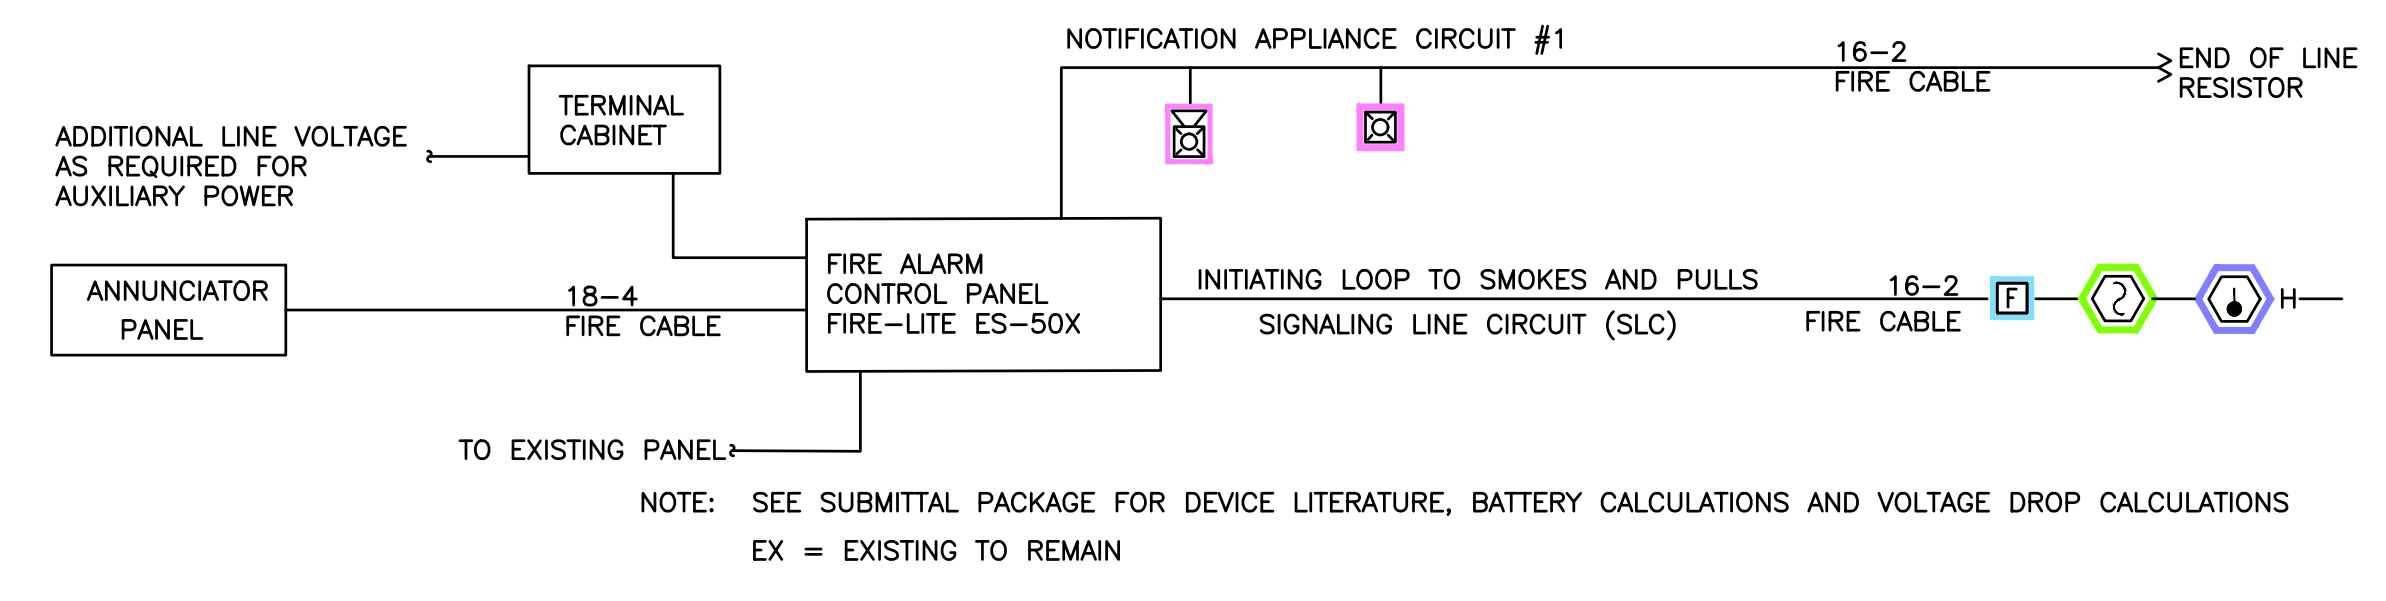 NOTIFICATION APPLIANCE CIRCUIT #1
16-2
FIRE CABLE
END OF LINE
RESISTOR
TERMINAL
CABINET
ADDITIONAL LINE VOLTAGE
AS REQUIRED FOR
AUXILIARY POWER
ANNUNCIATOR
PANEL
18-4
FIRE CABLE
FIRE ALARM
CONTROL PANEL
FIRE-LITE ES-50X
INITIATING LOOP TO SMOKES AND PULLS
SIGNALING LINE CIRCUIT (SLC)
16-2
FIRE CABLE
F
H
TO EXISTING PANEL
NOTE: SEE SUBMITTAL PACKAGE FOR DEVICE LITERATURE, BATTERY CALCULATIONS AND VOLTAGE DROP CALCULATIONS
EX = EXISTING TO REMAIN